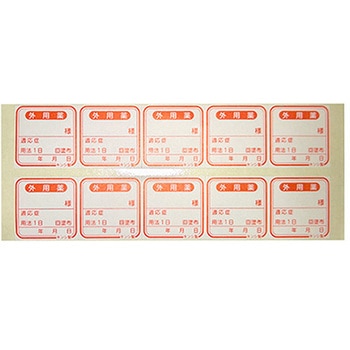 外用薬 外用薬 外用薬 外用薬 外用薬
様 様 様 様 様
適応症 適応症 適応症 適応症 適応症
用法1日 回塗布 用法1日 回塗布 用法1日 回塗布 用法1日 回塗布 用法1日 回塗布
年 月 日 年 月 日 年 月 日 年 月 日 年 月 日
外用薬 外用薬 外用薬 外用薬 外用薬
様 様 様 様 様
適応症 適応症 適応症 適応症 適応症
用法1日 回塗布 用法1日 回塗布 用法1日 回塗布 用法1日 回塗布 用法1日 回塗布
年 月 日 年 月 日 年 月 日 年 月 日 年 月 日